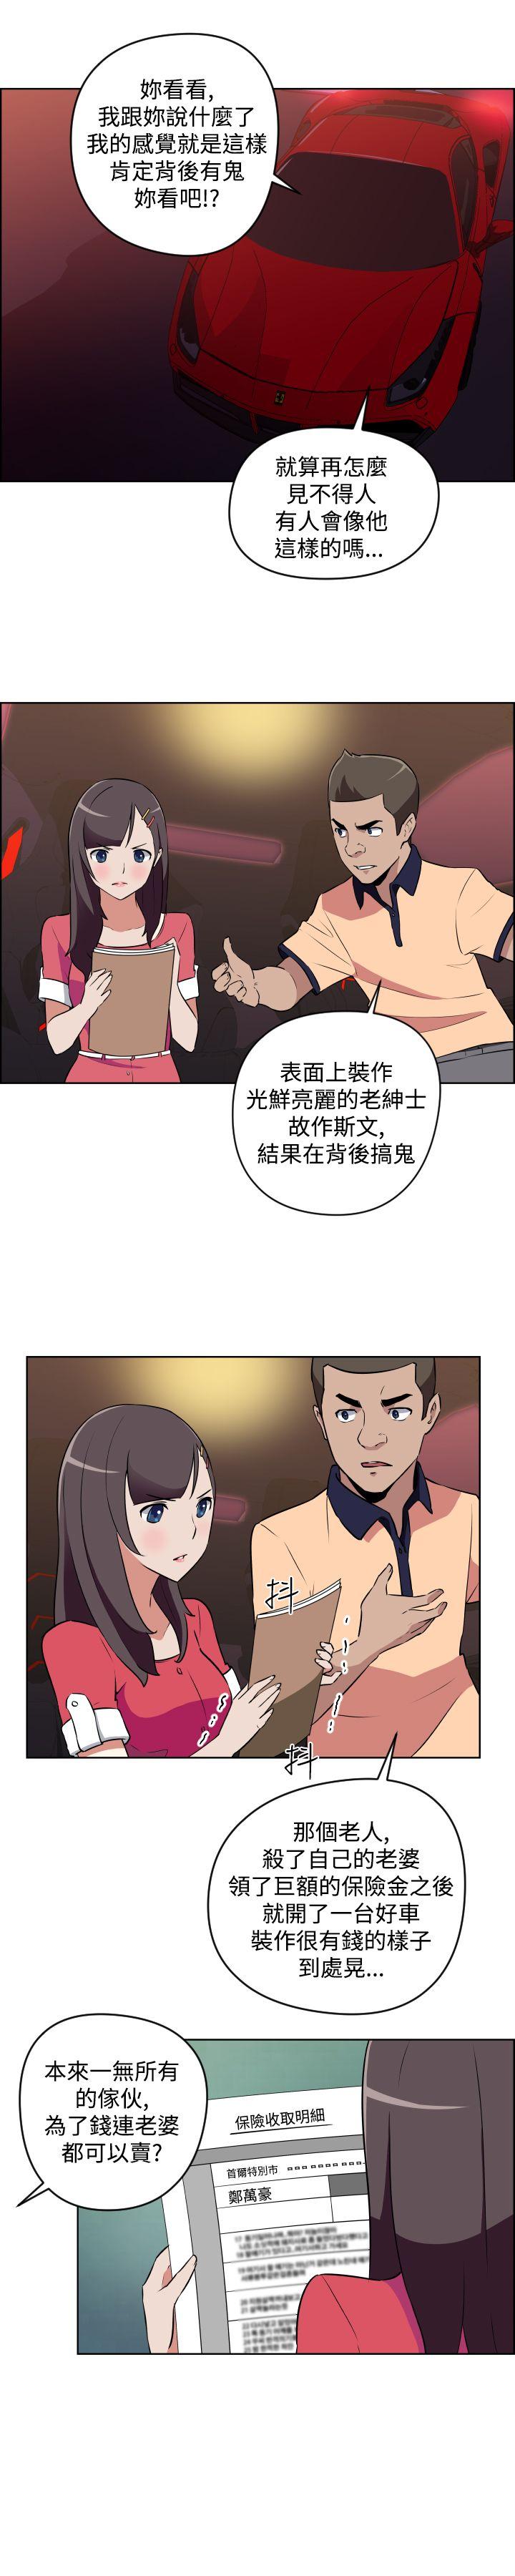 妳看看,
我跟妳說什麼了
我的感覺就是這樣
肯定背後有鬼
妳看吧!?
就算再怎麼
見不得人
有人會像他
這樣的嗎...
表面上裝作
光鮮亮麗的老紳士
故作斯文,
結果在背後搞鬼
抖
抖
那個老人,
殺了自己的老婆
領了巨額的保險金之後
就開了一台好車
裝作很有錢的樣子
到處晃...
本來一無所有
的傢伙,
為了錢連老婆
都可以賣?
保險收取明細
首爾特別市
鄭萬豪